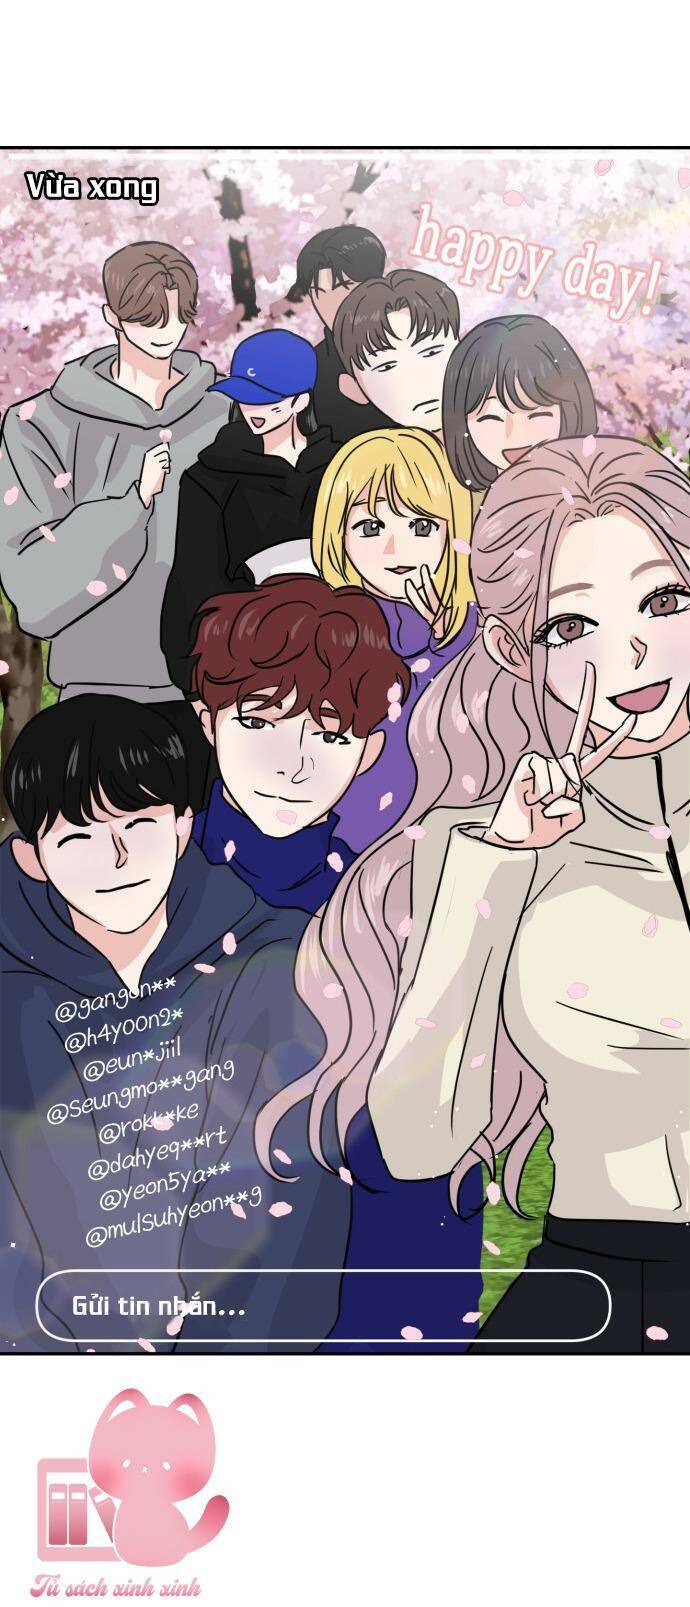 Vừa xong
happy day!
@gangon**
@h4yoon2*
@eun*jiil
@seungmo**gang
@rokk*ke
@dahyeq**rt
@yeon5ya**
@mulsuhyeon**g
Gửi tin nhắn...
Tủ sách xinh xinh